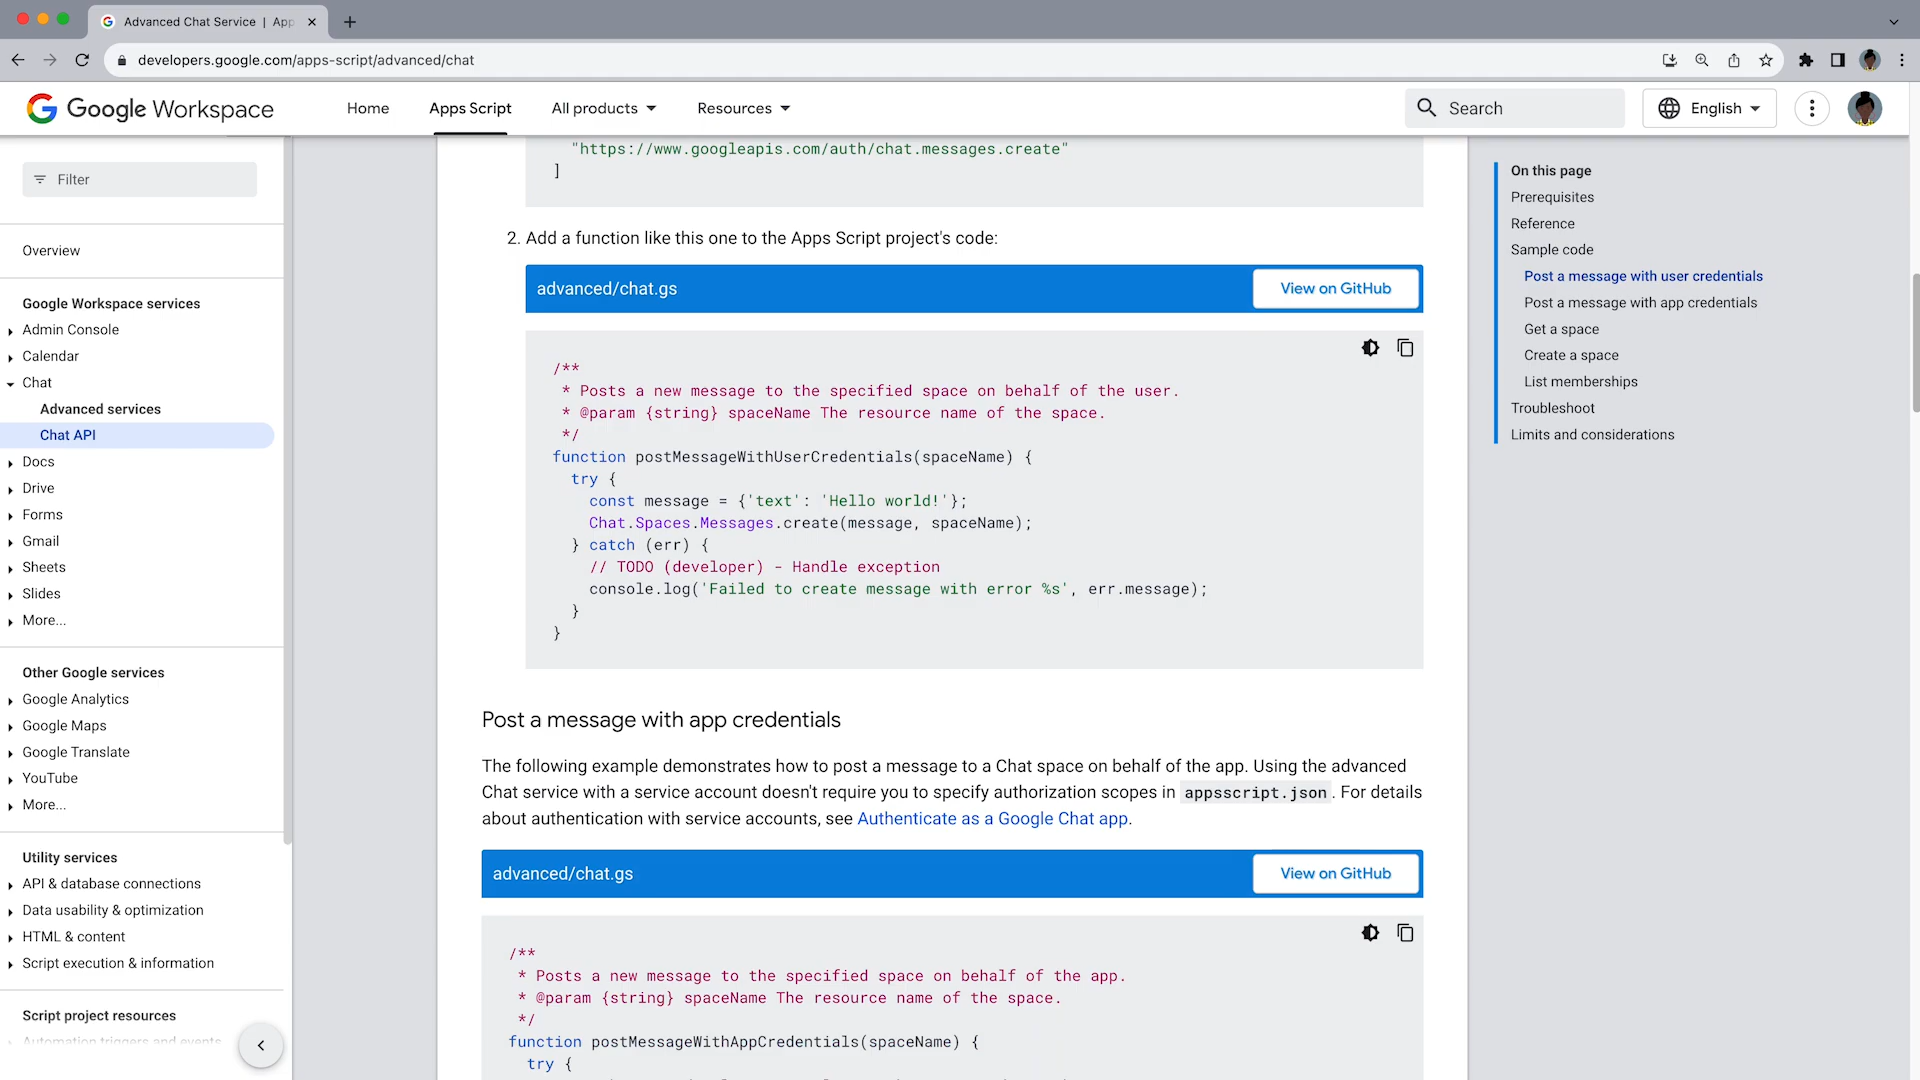 Advanced Chat Service | App
developers.google.com/apps-script/advanced/chat
Google Workspace
Home
Apps Script
All products
Resources
Search
English
Filter
Overview
Google Workspace services
Admin Console
Calendar
Chat
Advanced services
Chat API
Docs
Drive
Forms
Gmail
Sheets
Slides
More...
Other Google services
Google Analytics
Google Maps
Google Translate
YouTube
More...
Utility services
API & database connections
Data usability & optimization
HTML & content
Script execution & information
Script project resources
Automation triggers and events
"https://www.googleapis.com/auth/chat.messages.create"
]
2. Add a function like this one to the Apps Script project's code:
advanced/chat.gs
View on GitHub
/**
* Posts a new message to the specified space on behalf of the user.
* @param {string} spaceName The resource name of the space.
*/
function postMessageWithUserCredentials(spaceName) {
try {
const message = {'text': 'Hello world!'};
Chat.Spaces.Messages.create(message, spaceName);
} catch (err) {
// TODO (developer) - Handle exception
console.log('Failed to create message with error %s', err.message);
}
}
Post a message with app credentials
The following example demonstrates how to post a message to a Chat space on behalf of the app. Using the advanced
Chat service with a service account doesn't require you to specify authorization scopes in appsscript.json. For details
about authentication with service accounts, see Authenticate as a Google Chat app.
advanced/chat.gs
View on GitHub
/**
* Posts a new message to the specified space on behalf of the app.
* @param {string} spaceName The resource name of the space.
*/
function postMessageWithAppCredentials(spaceName) {
try {
On this page
Prerequisites
Reference
Sample code
Post a message with user credentials
Post a message with app credentials
Get a space
Create a space
List memberships
Troubleshoot
Limits and considerations